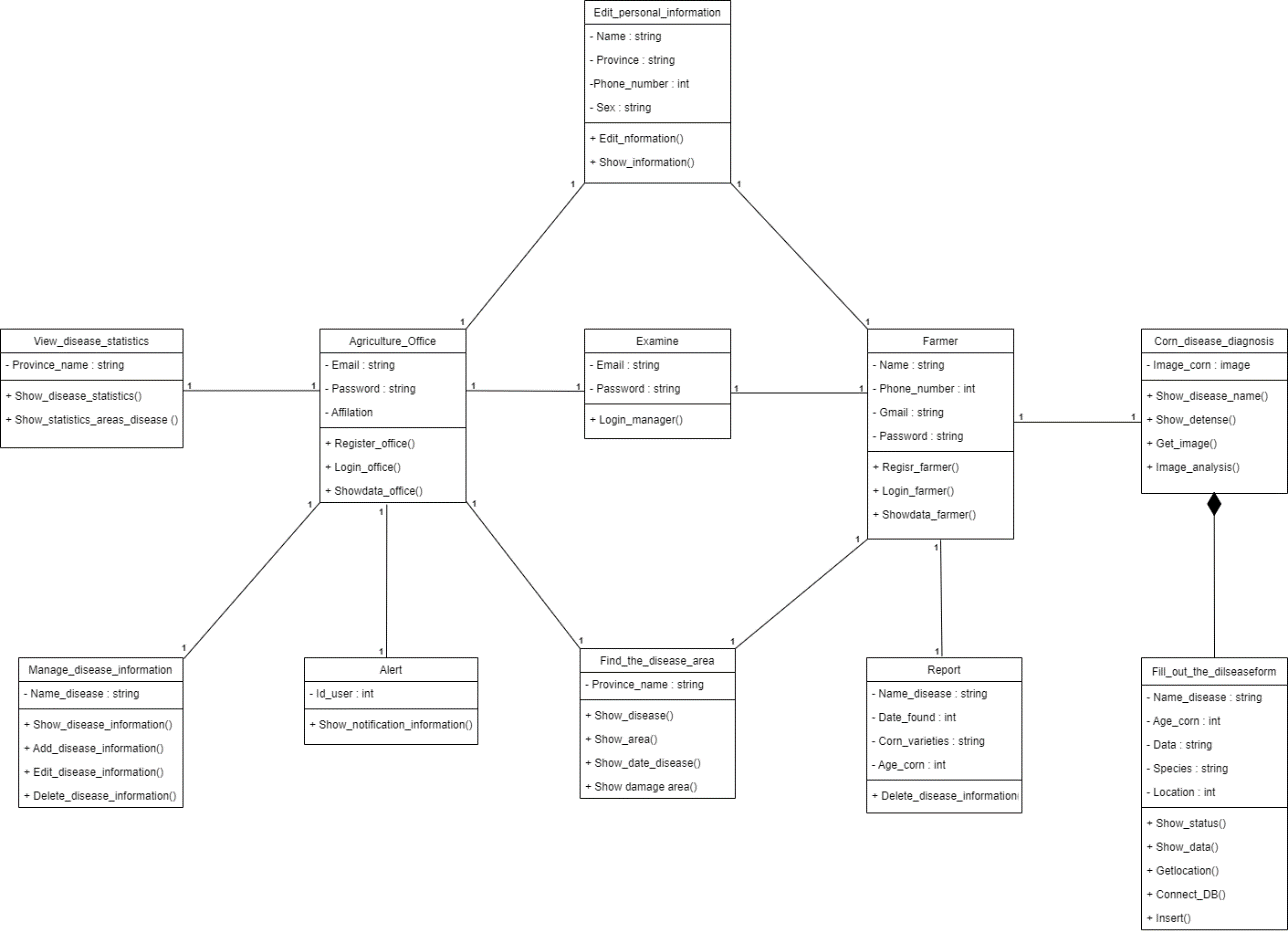 Edit_personal_information
- Name : string
- Province : string
-Phone_number : int
- Sex : string
+ Edit_nformation()
+ Show_information()
1
1
1
1
View_disease_statistics
- Province_name : string
+ Show_disease_statistics()
+ Show_statistics_areas_disease ()
1
1
Agriculture_Office
- Email : string
- Password : string
- Affilation
+ Register_office()
+ Login_office()
+ Showdata_office()
1
1
Examine
- Email : string
- Password : string
+ Login_manager()
1
1
Farmer
- Name : string
- Phone_number : int
- Gmail : string
- Password : string
+ Regisr_farmer()
+ Login_farmer()
+ Showdata_farmer()
1
1
Corn_disease_diagnosis
- Image_corn : image
+ Show_disease_name()
+ Show_detense()
+ Get_image()
+ Image_analysis()
1
1
1
1
1
1
1
1
1
1
Manage_disease_information
- Name_disease : string
+ Show_disease_information()
+ Add_disease_information()
+ Edit_disease_information()
+ Delete_disease_information()
Alert
- Id_user : int
+ Show_notification_information()
Find_the_disease_area
- Province_name : string
+ Show_disease()
+ Show_area()
+ Show_date_disease()
+ Show damage area()
Report
- Name_disease : string
- Date_found : int
- Corn_varieties : string
- Age_corn : int
+ Delete_disease_information(
Fill_out_the_dilseaseform
- Name_disease : string
- Age_corn : int
- Data : string
- Species : string
- Location : int
+ Show_status()
+ Show_data()
+ Getlocation()
+ Connect_DB()
+ Insert()